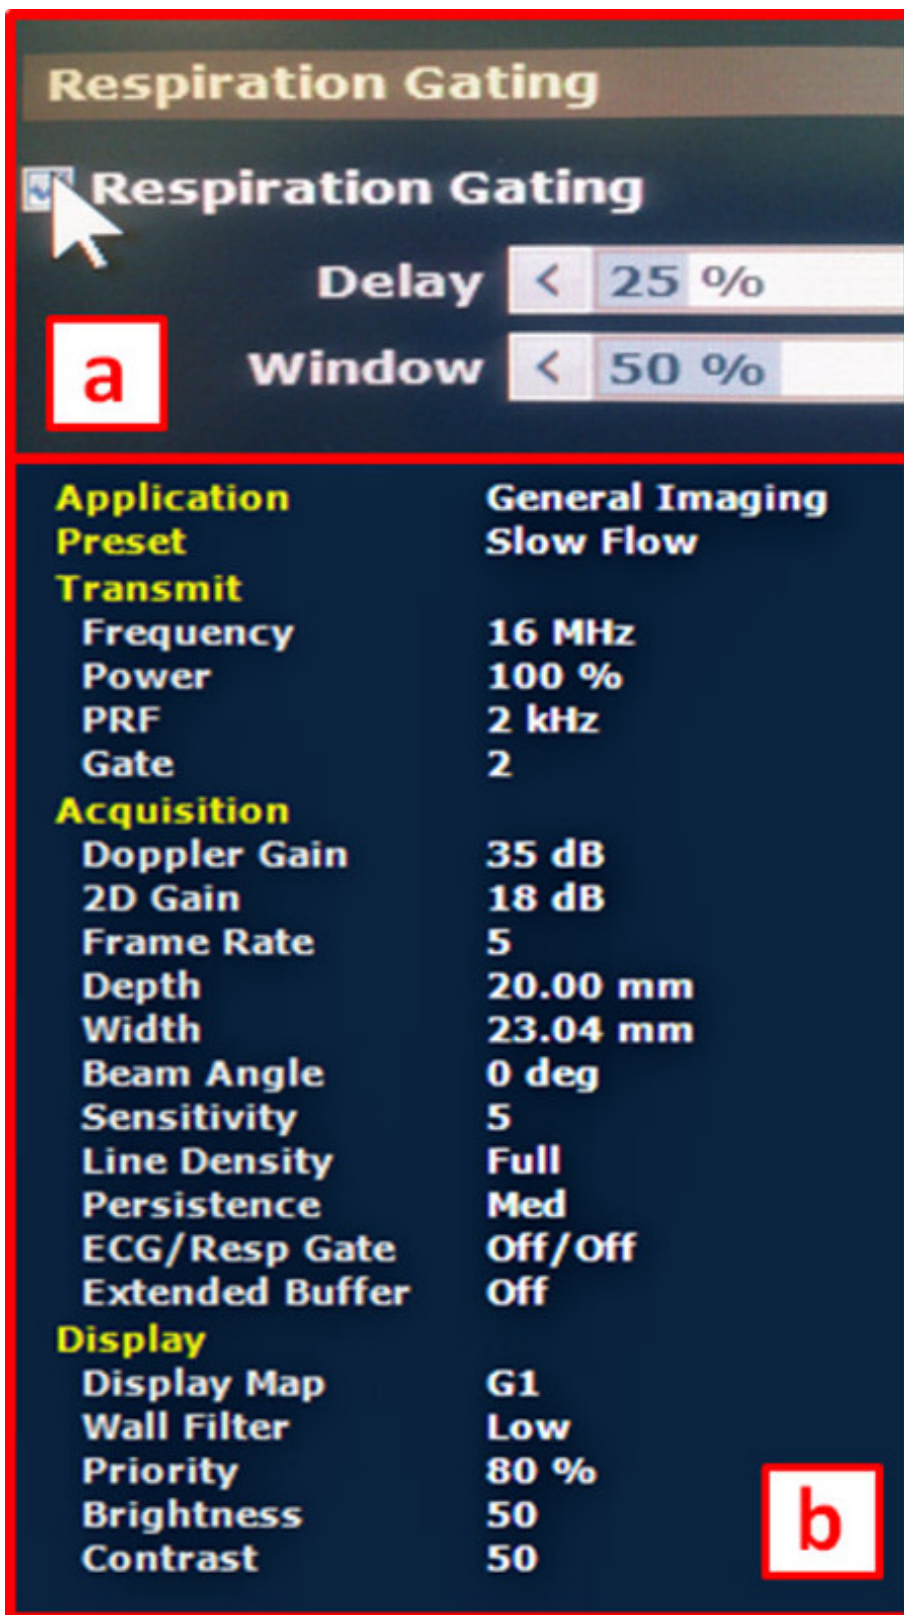 Respiration Gating
Respiration Gating
Delay < 25 %
Window < 50 %
a
Application General Imaging
Preset Slow Flow
Transmit
Frequency 16 MHz
Power 100 %
PRF 2 kHz
Gate 2
Acquisition
Doppler Gain 35 dB
2D Gain 18 dB
Frame Rate 5
Depth 20.00 mm
Width 23.04 mm
Beam Angle 0 deg
Sensitivity 5
Line Density Full
Persistence Med
ECG/Resp Gate Off/Off
Extended Buffer Off
Display
Display Map G1
Wall Filter Low
Priority 80 %
Brightness 50
Contrast 50
b